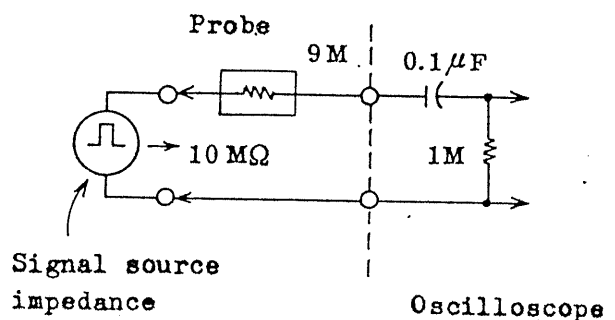 Probe
9M
0.1μF
10 MΩ
1M
Signal source
impedance
Oscilloscope